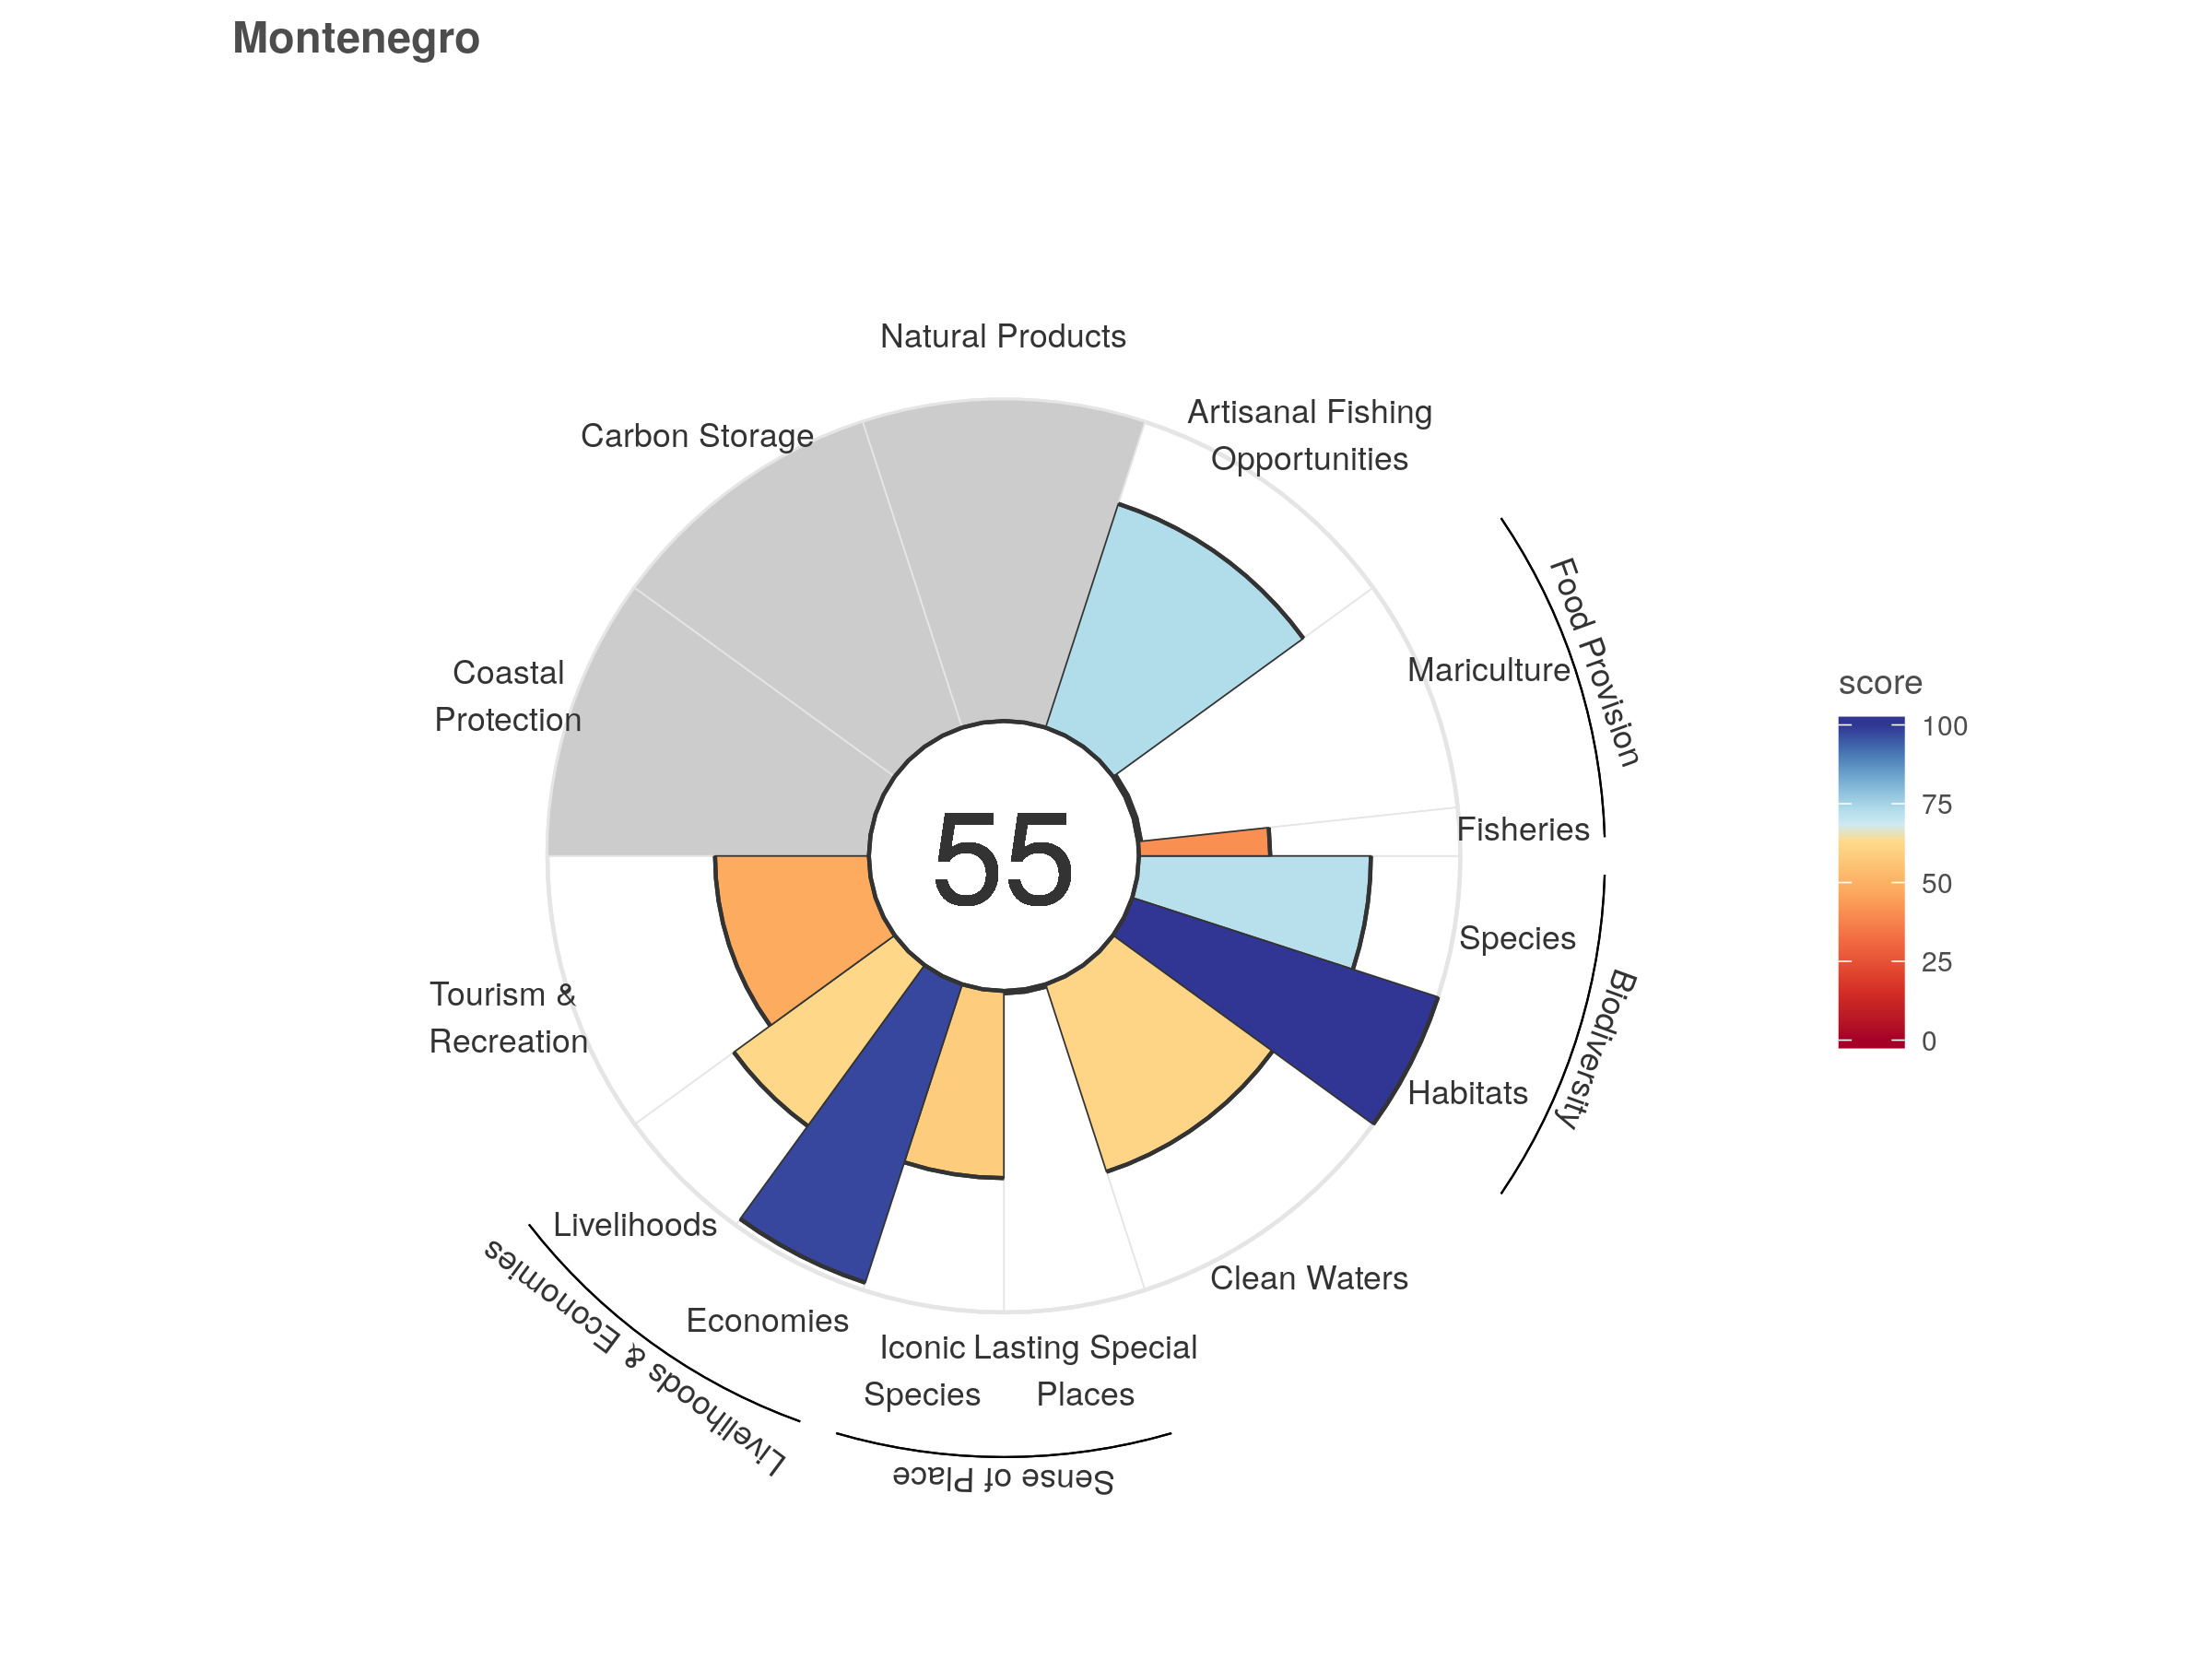 Montenegro
Natural Products
Artisanal Fishing
Opportunities
Carbon Storage
Food Provision
Mariculture
Coastal
Protection
Fisheries
55
score
100
75
50
25
0
Species
Biodiversity
Habitats
Tourism &
Recreation
Livelihoods
Livelihoods & Economies
Economies
Clean Waters
Iconic
Species
Lasting Special
Places
Sense of Place